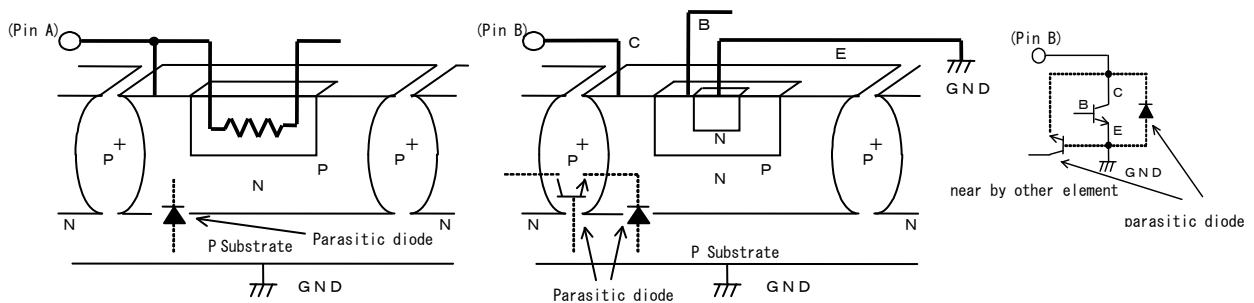 (Pin A)
P
+
N
P
P
+
N
N
P Substrate
Parasitic diode
GND
(Pin B)
C
B
E
GND
P
+
N
P
N
P
+
N
N
P Substrate
Parasitic diode
GND
(Pin B)
C
B
E
GND
near by other element
parasitic diode